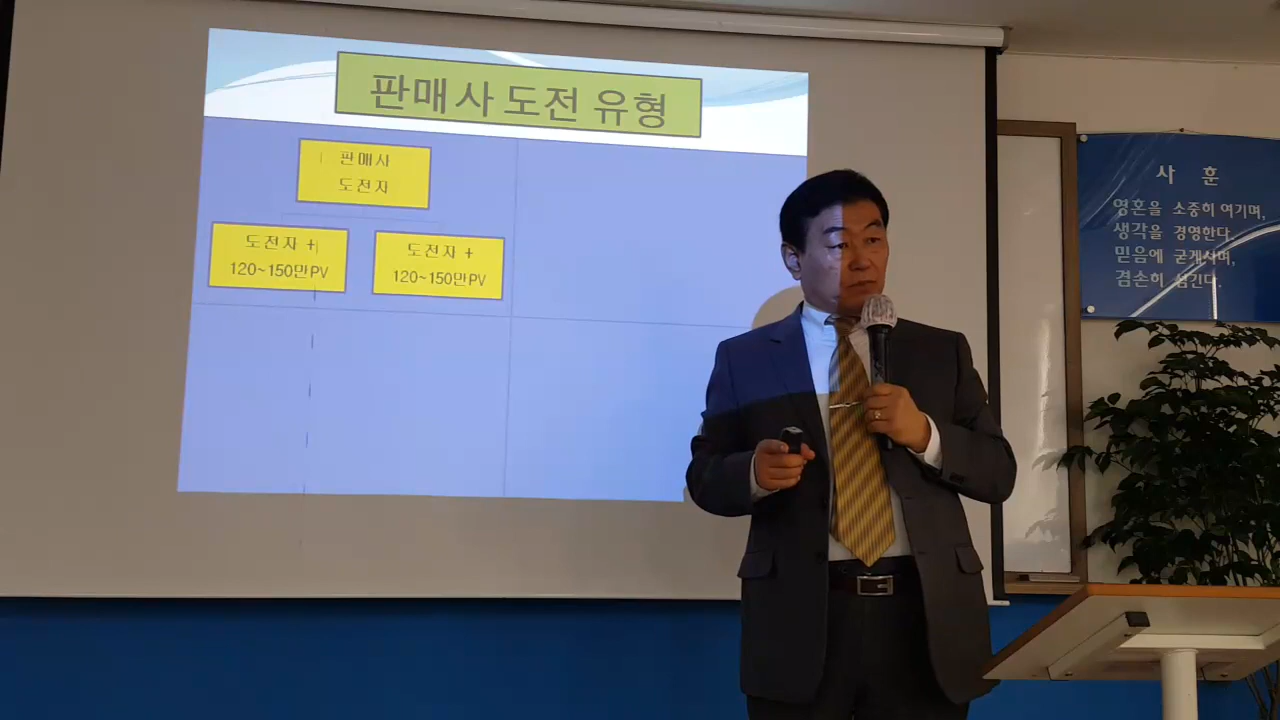 판매사 도전 유형
판매사
도전자
도전자 +
120~150만PV
도전자 +
120~150만PV
사 훈
영혼을 소중히 여기며,
생각을 경영한다.
믿음에 굳게서며,
겸손히 섬긴다.